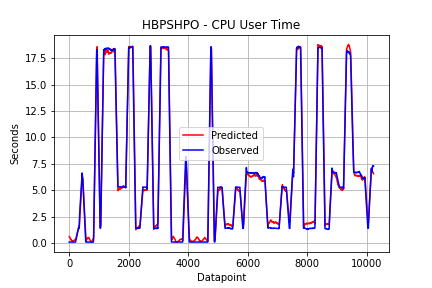 HBPSHPO - CPU User Time
17.5
15.0
12.5
10.0
7.5
5.0
2.5
0.0
Seconds
Predicted
Observed
0 2000 4000 6000 8000 10000
Datapoint